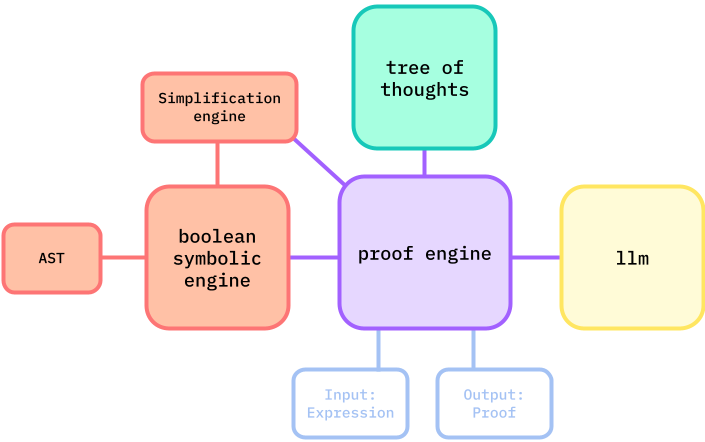 tree of
thoughts
Simplification
engine
AST
boolean
symbolic
engine
proof engine
llm
Input:
Expression
Output:
Proof